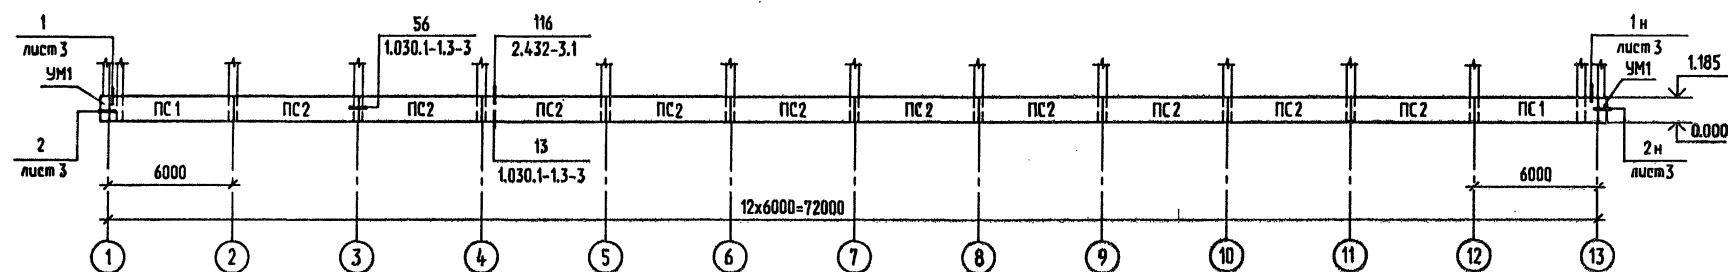 1
лист 3
УМ1
56
1.030.1-1.3-3
116
2.432-3.1
1н
лист 3
УМ1
1.185
ПС1 ПС2 ПС2 ПС2 ПС2 ПС2 ПС2 ПС2 ПС2 ПС2 ПС2 ПС1
0.000
2
лист 3
13
1.030.1-1.3-3
2н
лист3
6000 6000
12х6000=72000
1 2 3 4 5 6 7 8 9 10 11 12 13